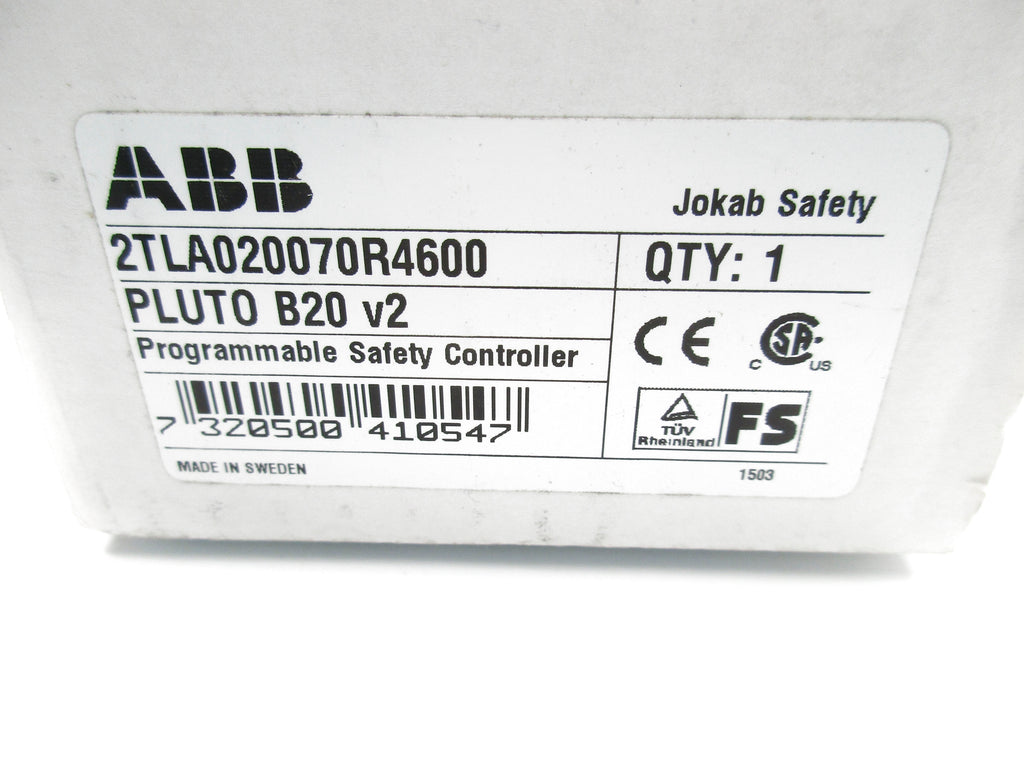 ABB
Jokab Safety
2TLA020070R4600
QTY: 1
PLUTO B20 v2
Programmable Safety Controller
CE
C SA US
7 320500 410547
TÜV
Rheinland
FS
MADE IN SWEDEN
1503